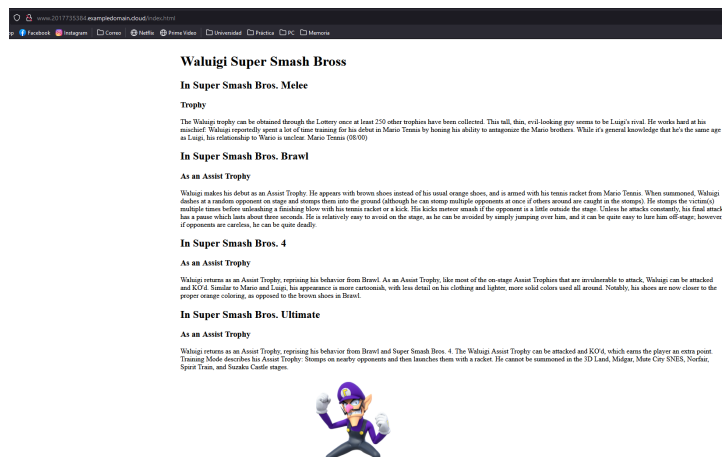 www.2017735384.exampledomain.cloud/index.html
Facebook Instagram Correo Netflix Prime Video Universidad Práctica PC Memoria
Waluigi Super Smash Bross
In Super Smash Bros. Melee
Trophy
The Waluigi trophy can be obtained through the Lottery once at least 250 other trophies have been collected. This tall, thin, evil-looking guy seems to be Luigi's rival. He works hard at his
mischief: Waluigi reportedly spent a lot of time training for his debut in Mario Tennis by honing his ability to antagonize the Mario brothers. While it's general knowledge that he's the same age
as Luigi, his relationship to Wario is unclear. Mario Tennis (08/00)
In Super Smash Bros. Brawl
As an Assist Trophy
Waluigi makes his debut as an Assist Trophy. He appears with brown shoes instead of his usual orange shoes, and is armed with his tennis racket from Mario Tennis. When summoned, Waluigi
dashes at a random opponent on stage and stomps them into the ground (although he can stomp multiple opponents at once if others around are caught in the stomps). He stomps the victim(s)
multiple times before unleashing a finishing blow with his tennis racket or a kick. His kicks meteor smash if the opponent is a little outside the stage. Unless he attacks constantly, his final attack
has a pause which lasts about three seconds. He is relatively easy to avoid on the stage, as he can be avoided by simply jumping over him, and it can be quite easy to lure him off-stage; however
if opponents are careless, he can be quite deadly.
In Super Smash Bros. 4
As an Assist Trophy
Waluigi returns as an Assist Trophy, reprising his behavior from Brawl. As an Assist Trophy, like most of the on-stage Assist Trophies that are invulnerable to attack, Waluigi can be attacked
and KO'd. Similar to Mario and Luigi, his appearance is more cartoonish, with less detail on his clothing and lighter, more solid colors used all around. Notably, his shoes are now closer to the
proper orange coloring, as opposed to the brown shoes in Brawl.
In Super Smash Bros. Ultimate
As an Assist Trophy
Waluigi returns as an Assist Trophy, reprising his behavior from Brawl and Super Smash Bros. 4. The Waluigi Assist Trophy can be attacked and KO'd, which earns the player an extra point.
Training Mode describes his Assist Trophy: Stomps on nearby opponents and then launches them with a racket. He cannot be summoned in the 3D Land, Midgar, Mute City SNES, Norfair,
Spirit Train, and Suzaku Castle stages.